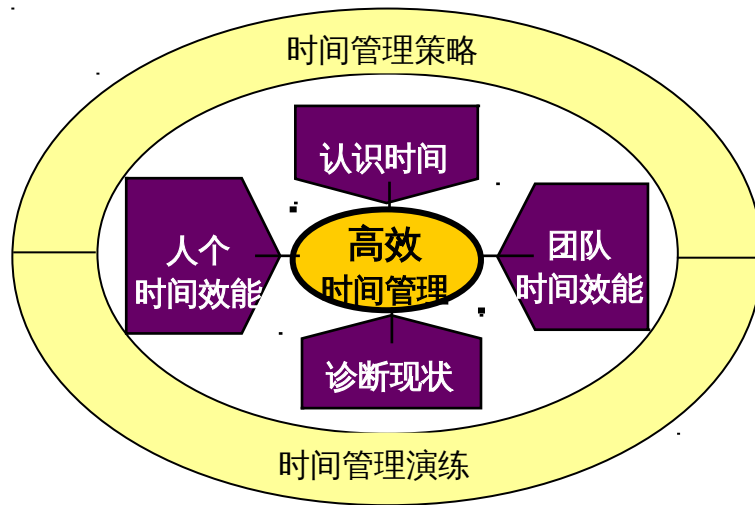 时间管理策略
认识时间
人个
时间效能
高效
时间管理
团队
时间效能
诊断现状
时间管理演练